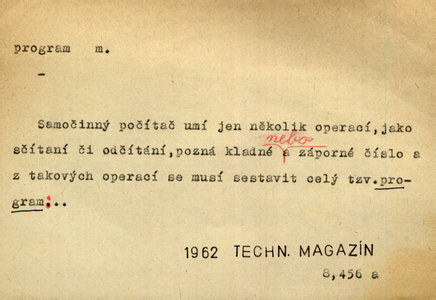 program m.
-
Samočinný počítač umí jen několik operací,jako
nebo
sčítaní či odčítání,pozná kladné a záporné číslo a
z takových operací se musí sestavit celý tzv.pro-
gram:..
1962 TECHN. MAGAZÍN
8,456 a